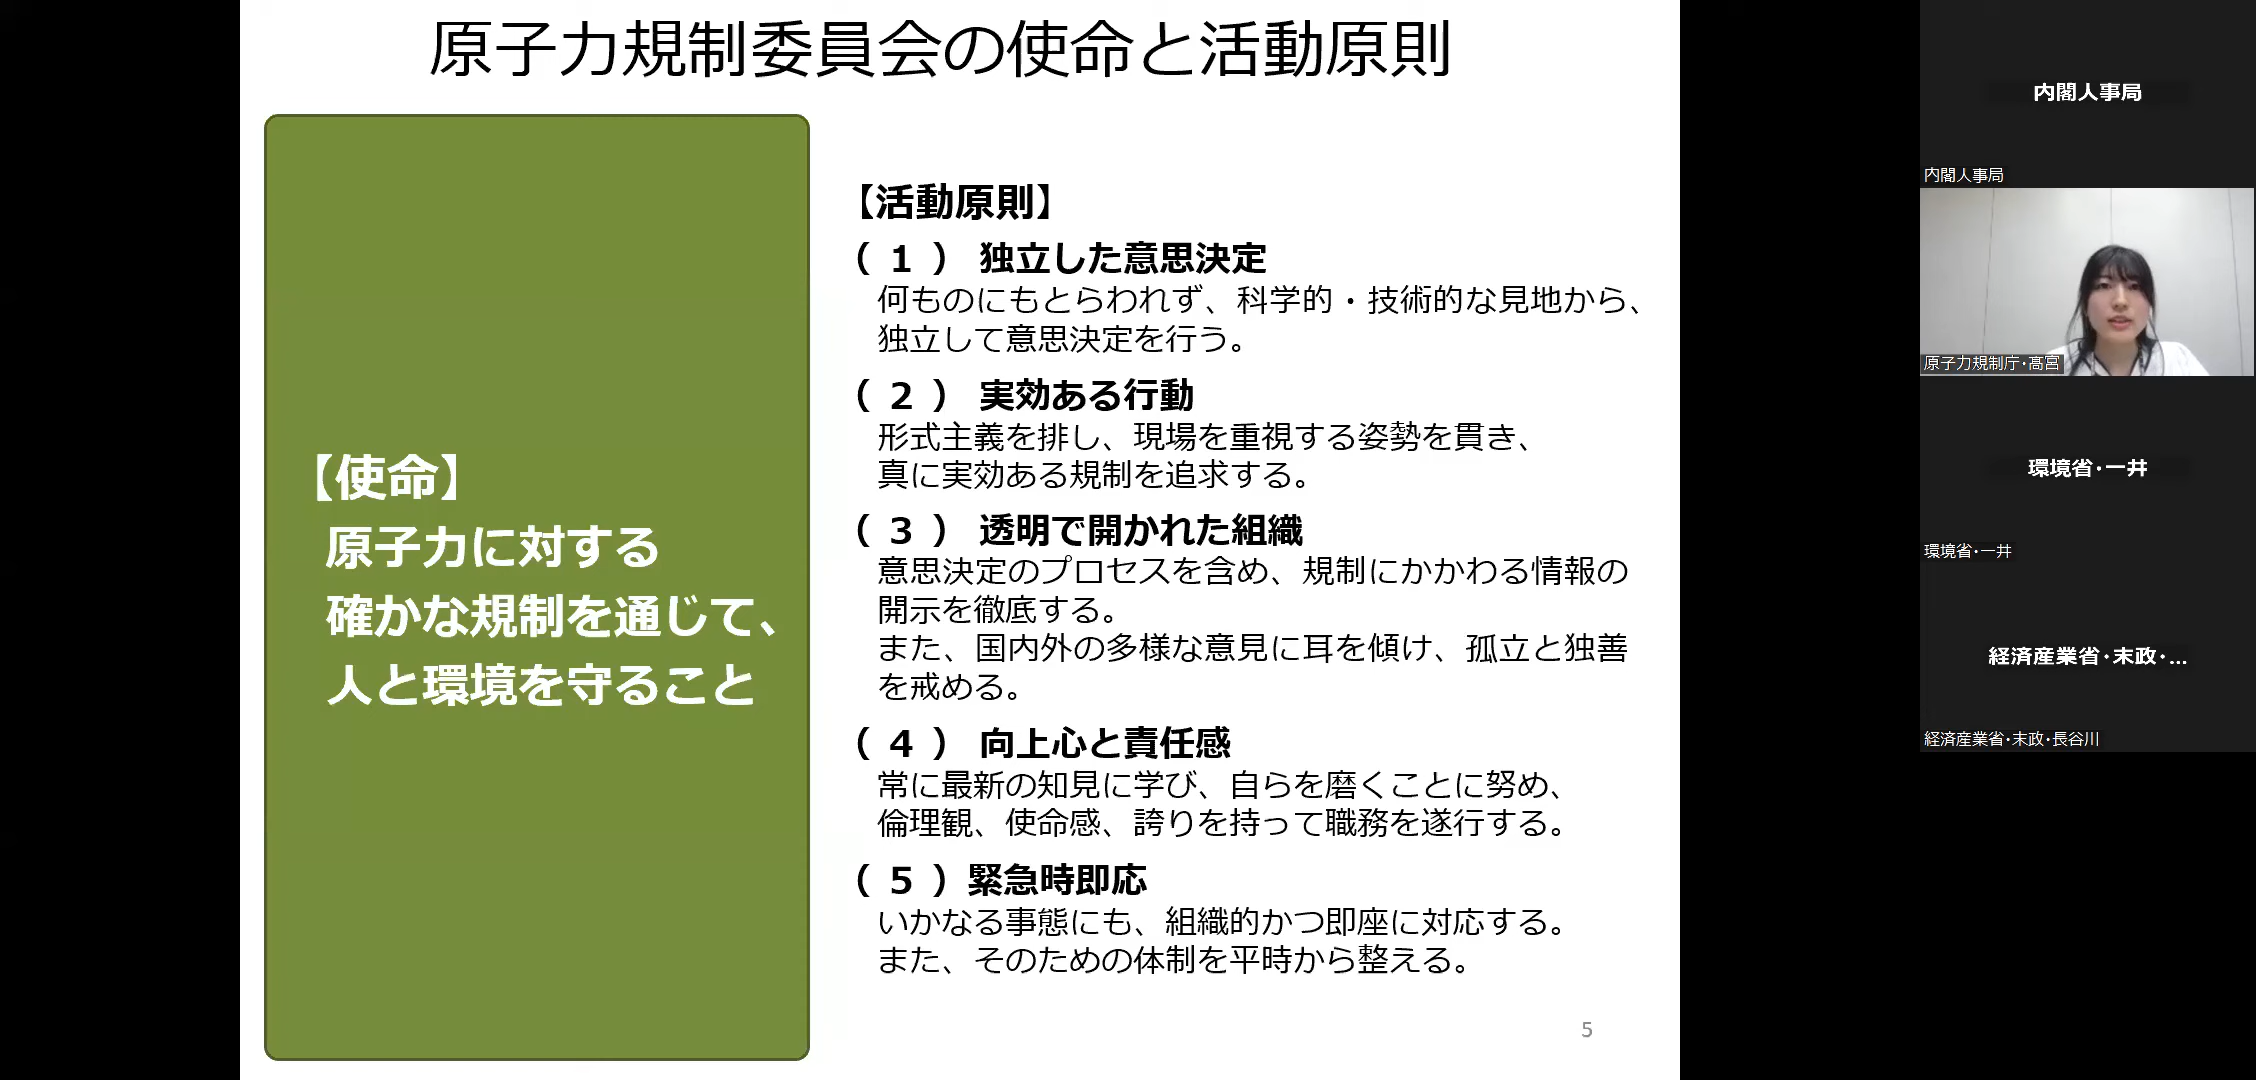 原子力規制委員会の使命と活動原則
【使命】
原子力に対する
確かな規制を通じて、
人と環境を守ること
【活動原則】
（１） 独立した意思決定
何ものにもとらわれず、科学的・技術的な見地から、
独立して意思決定を行う。
（２） 実効ある行動
形式主義を排し、現場を重視する姿勢を貫き、
真に実効ある規制を追求する。
（３） 透明で開かれた組織
意思決定のプロセスを含め、規制にかかわる情報の
開示を徹底する。
また、国内外の多様な意見に耳を傾け、孤立と独善
を戒める。
（４） 向上心と責任感
常に最新の知見に学び、自らを磨くことに努め、
倫理観、使命感、誇りを持って職務を遂行する。
（５）緊急時即応
いかなる事態にも、組織的かつ即座に対応する。
また、そのための体制を平時から整える。
5
内閣人事局
内閣人事局
原子力規制庁・髙宮
環境省・一井
環境省・一井
経済産業省・末政・...
経済産業省・末政・長谷川